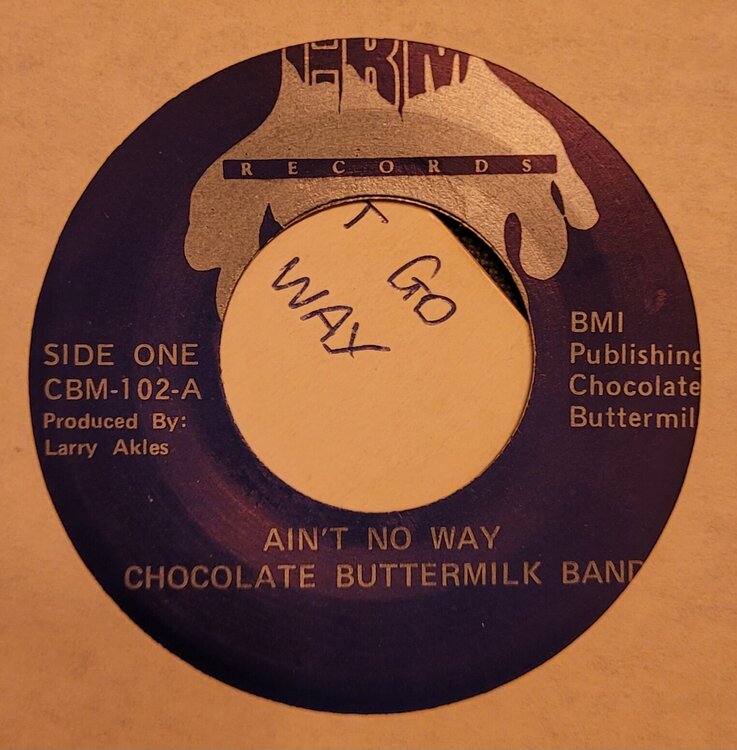 CBM
RECORDS
T GO
WAY
SIDE ONE
CBM-102-A
Produced By:
Larry Akles
BMI
Publishing
Chocolate
Buttermil
AIN'T NO WAY
CHOCOLATE BUTTERMILK BAND